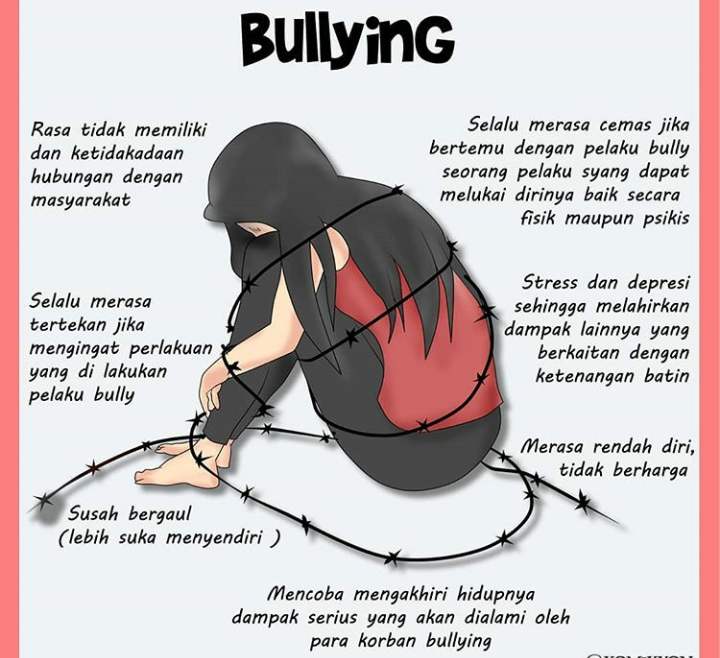 BullyinG
Rasa tidak memiliki
dan ketidakadaan
hubungan dengan
masyarakat
Selalu merasa cemas jika
bertemu dengan pelaku bully
seorang pelaku syang dapat
melukai dirinya baik secara
fisik maupun psikis
Selalu merasa
tertekan jika
mengingat perlakuan
yang di lakukan
pelaku bully
Stress dan depresi
sehingga melahirkan
dampak lainnya yang
berkaitan dengan
ketenangan batin
Merasa rendah diri,
tidak berharga
Susah bergaul
(lebih suka menyendiri )
Mencoba mengakhiri hidupnya
dampak serius yang akan dialami oleh
para korban bullying